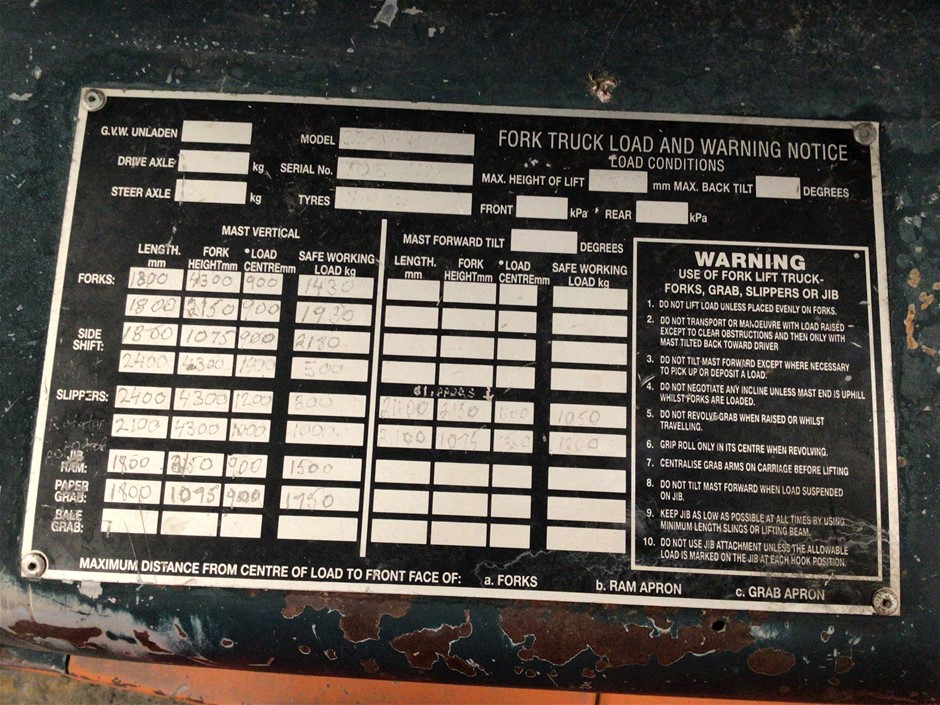 G.V.W. UNLADEN
DRIVE AXLE kg
STEER AXLE kg
MODEL
SERIAL No.
TYRES
FORK TRUCK LOAD AND WARNING NOTICE
LOAD CONDITIONS
MAX. HEIGHT OF LIFT mm MAX. BACK TILT DEGREES
FRONT kPa REAR kPa
MAST VERTICAL
LENGTH. mm FORK HEIGHTmm •LOAD CENTREmm SAFE WORKING LOAD kg
FORKS: 1800 4300 900 1430
1800 2150 900 1930
SIDE SHIFT: 1800 1075 900 2180
2400 4300 1200 500
SLIPPERS: 2400 4300 1200 800
2100 4300 1000 1000
JIB
RAM: 1800 2150 900 1500
PAPER GRAB: 1800 1075 900 1750
BALE GRAB:
MAST FORWARD TILT DEGREES
LENGTH. mm FORK HEIGHTmm •LOAD CENTREmm SAFE WORKING LOAD kg
SLIPPERS
2400 2150 1200 1050
1075 1200 1250
WARNING
USE OF FORK LIFT TRUCK-
FORKS, GRAB, SLIPPERS OR JIB
1. DO NOT LIFT LOAD UNLESS PLACED EVENLY ON FORKS.
2. DO NOT TRANSPORT OR MANOEUVRE WITH LOAD RAISED
EXCEPT TO CLEAR OBSTRUCTIONS AND THEN ONLY WITH
MAST TILTED BACK TOWARD DRIVER
3. DO NOT TILT MAST FORWARD EXCEPT WHERE NECESSARY
TO PICK UP OR DEPOSIT A LOAD.
4. DO NOT NEGOTIATE ANY INCLINE UNLESS MAST END IS UPHILL
WHILST FORKS ARE LOADED.
5. DO NOT REVOLVE GRAB WHEN RAISED OR WHILST
TRAVELLING.
6. GRIP ROLL ONLY IN ITS CENTRE WHEN REVOLVING.
7. CENTRALISE GRAB ARMS ON CARRIAGE BEFORE LIFTING
8. DO NOT TILT MAST FORWARD WHEN LOAD SUSPENDED
ON JIB.
9. KEEP JIB AS LOW AS POSSIBLE AT ALL TIMES BY USING
MINIMUM LENGTH SLINGS OR LIFTING BEAM.
10. DO NOT USE JIB ATTACHMENT UNLESS THE ALLOWABLE
LOAD IS MARKED ON THE JIB AT EACH HOOK POSITION.
MAXIMUM DISTANCE FROM CENTRE OF LOAD TO FRONT FACE OF: a. FORKS b. RAM APRON c. GRAB APRON